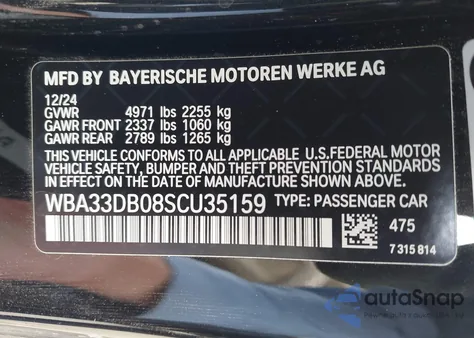 MFD BY BAYERISCHE MOTOREN WERKE AG
12/24
GVWR 4971 lbs 2255 kg
GAWR FRONT 2337 lbs 1060 kg
GAWR REAR 2789 lbs 1265 kg
THIS VEHICLE CONFORMS TO ALL APPLICABLE U.S.FEDERAL MOTOR
VEHICLE SAFETY, BUMPER AND THEFT PREVENTION
STANDARDS IN EFFECT ON THE DATE OF MANUFACTURE SHOWN ABOVE.
WBA33DB08SCU35159 TYPE: PASSENGER CAR
475
7 315 814
autoSnap